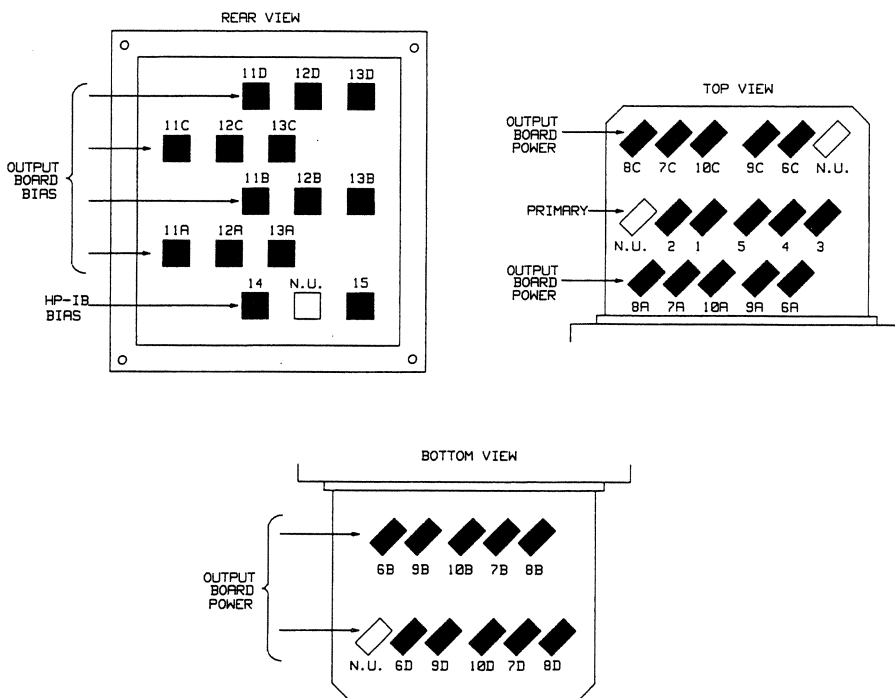 REAR VIEW
11D 12D 13D
11C 12C 13C
OUTPUT
BOARD
BIAS
11B 12B 13B
11A 12A 13A
14 N.U. 15
HP-IB
BIAS
TOP VIEW
OUTPUT
BOARD
POWER
8C 7C 10C 9C 6C N.U.
PRIMARY
N.U. 2 1 5 4 3
OUTPUT
BOARD
POWER
8A 7A 10A 9A 6A
BOTTOM VIEW
6B 9B 10B 7B 8B
OUTPUT
BOARD
POWER
N.U. 6D 9D 10D 7D 8D